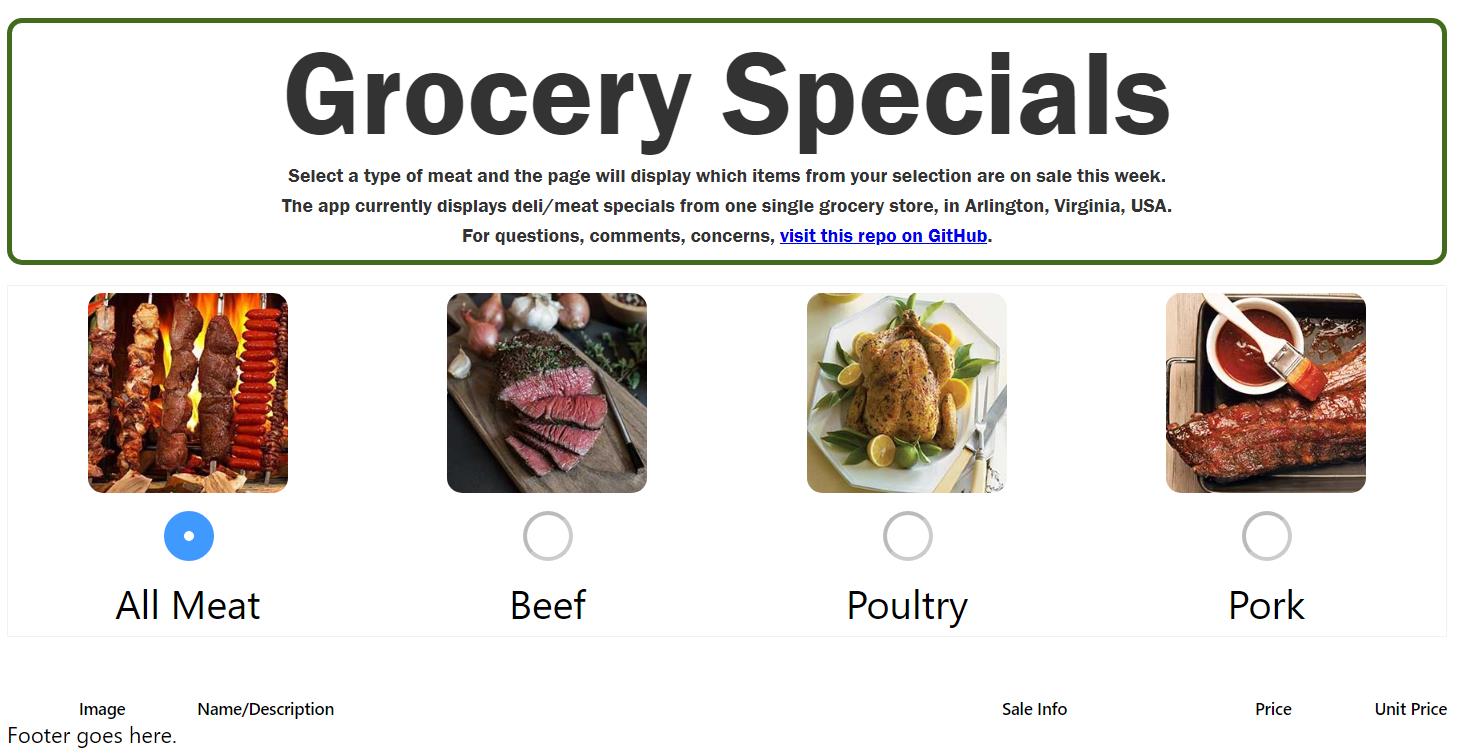 Grocery Specials
Select a type of meat and the page will display which items from your selection are on sale this week.
The app currently displays deli/meat specials from one single grocery store, in Arlington, Virginia, USA.
For questions, comments, concerns, visit this repo on GitHub.
All Meat Beef Poultry Pork
Image Name/Description Sale Info Price Unit Price
Footer goes here.